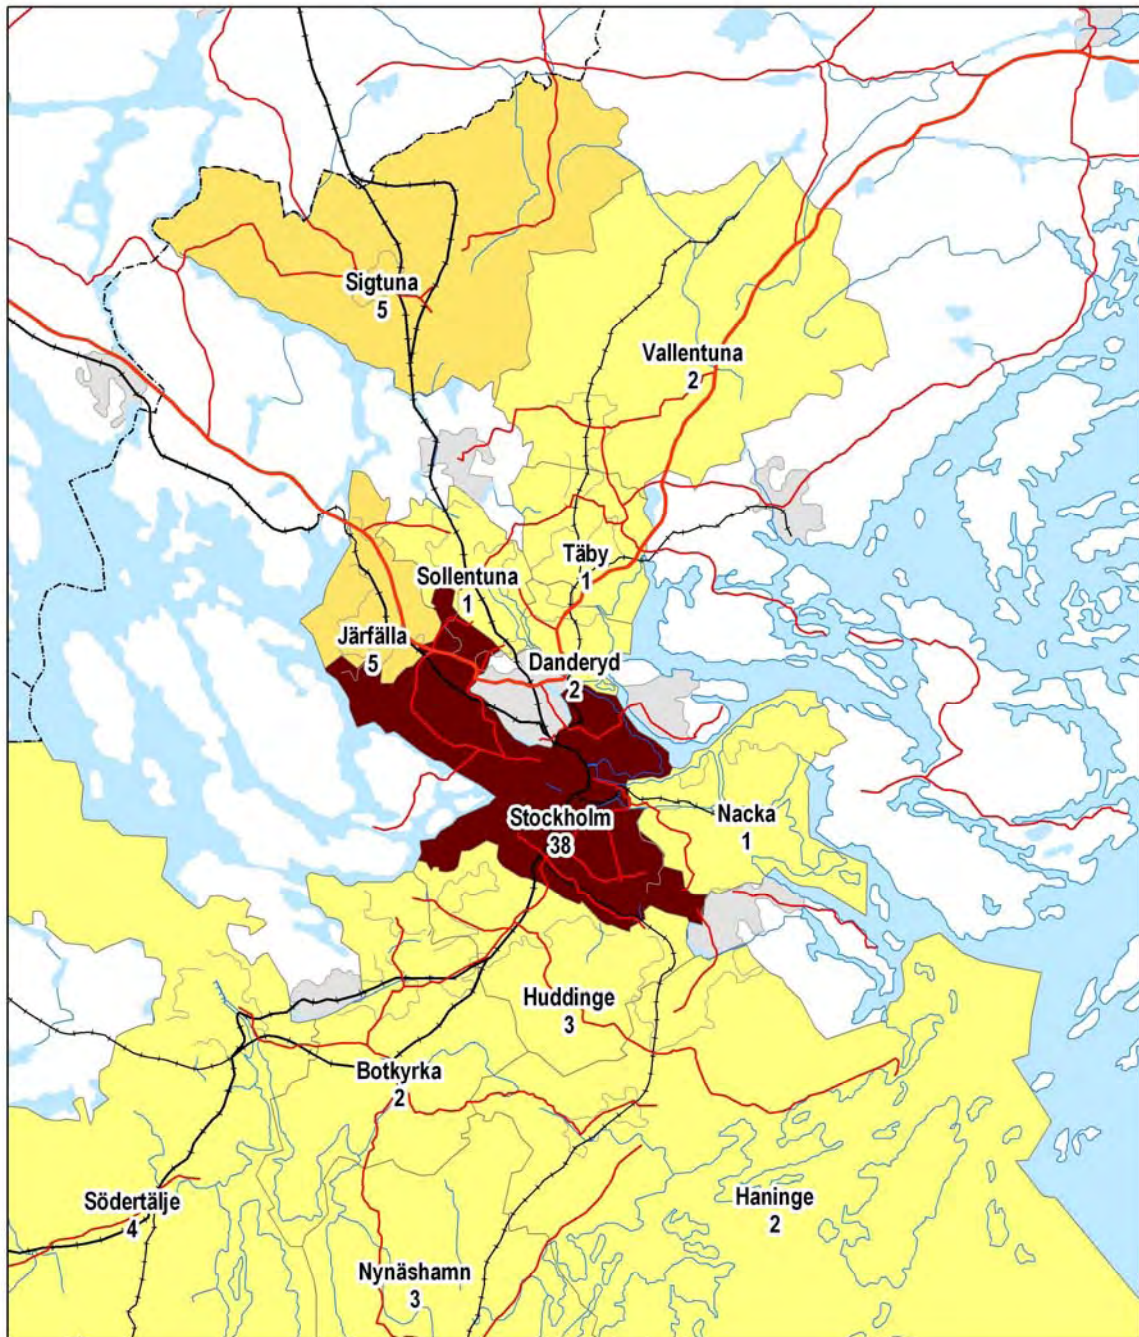 Sigtuna
5
Vallentuna
2
Täby
1
Sollentuna
1
Järfälla
5
Danderyd
2
Stockholm
38
Nacka
1
Huddinge
3
Botkyrka
2
Södertälje
4
Haninge
2
Nynäshamn
3